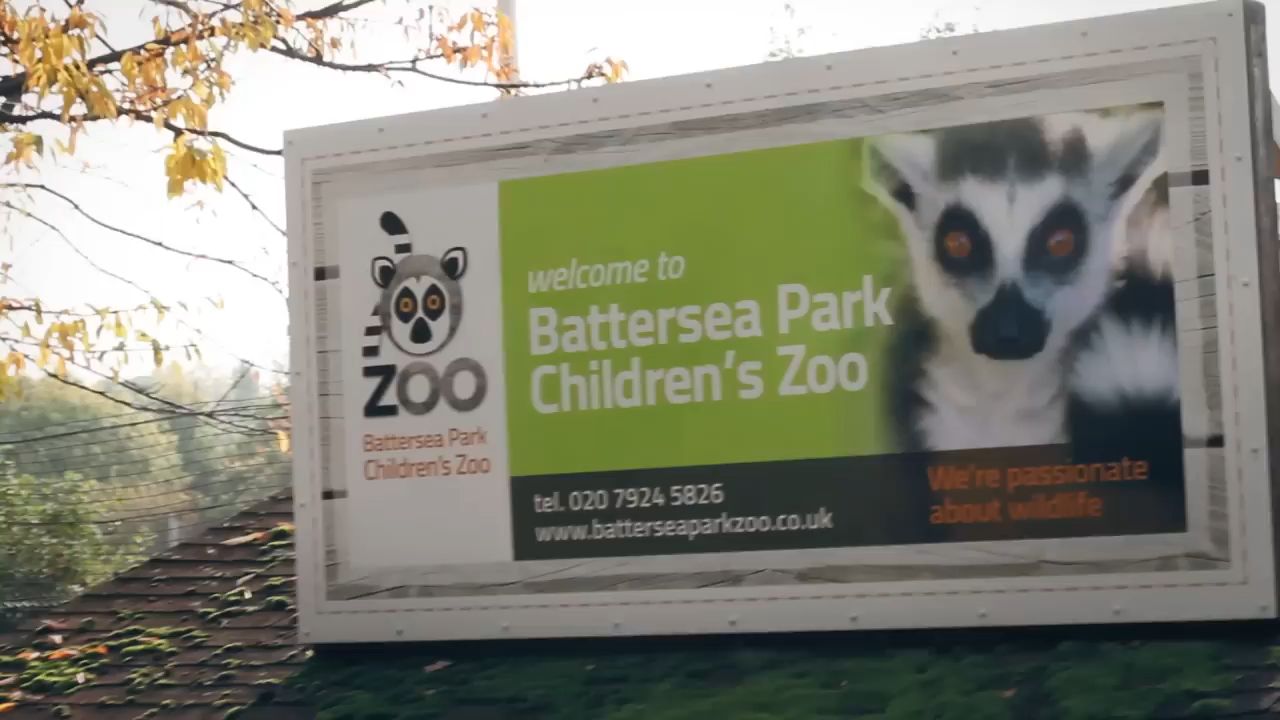 ZOO
Battersea Park
Children's Zoo
welcome to
Battersea Park
Children's Zoo
tel. 020 7924 5826
www.batterseaparkzoo.co.uk
We're passionate
about wildlife